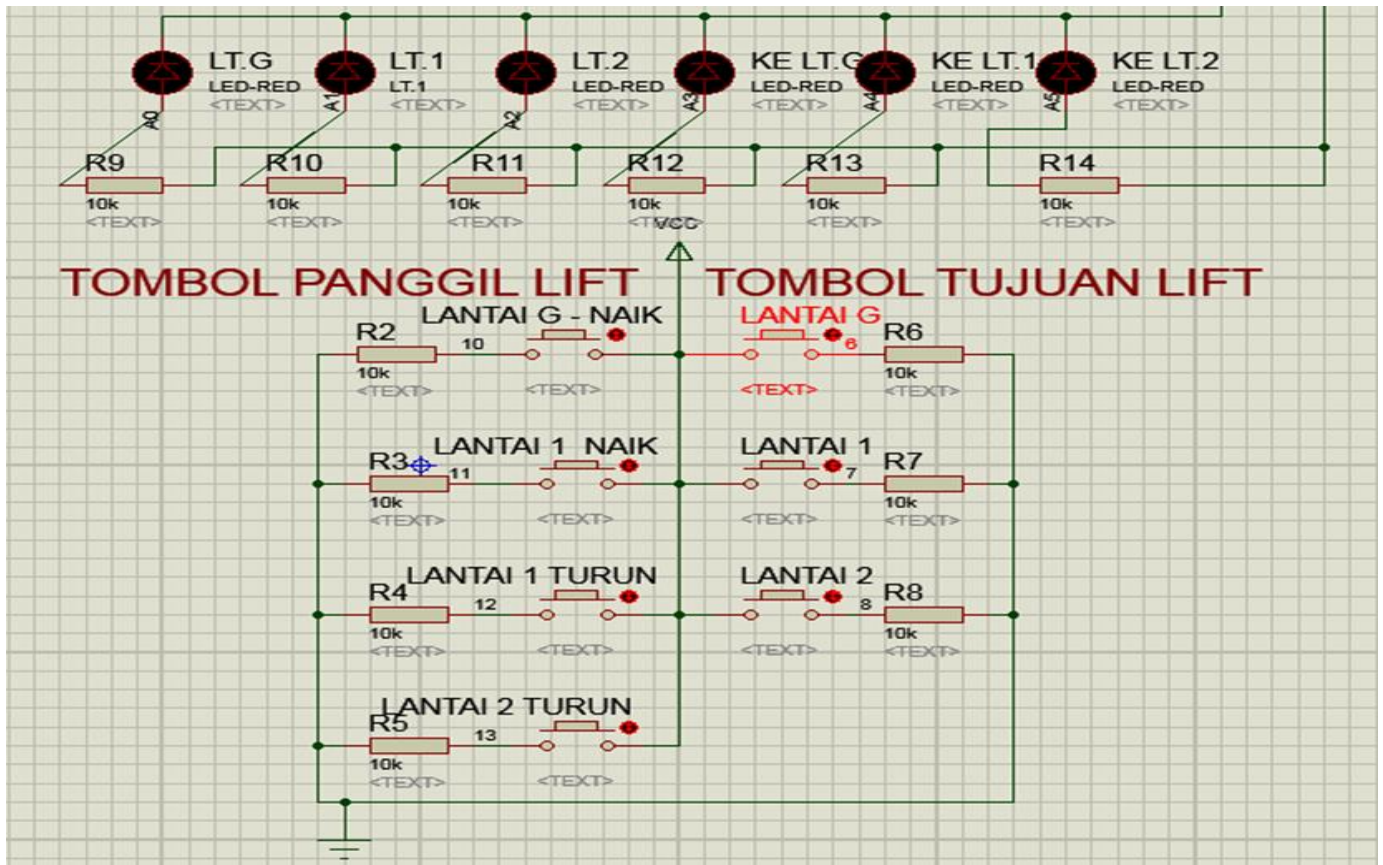 LT.G LT.1 LT.2 KE LT.G KE LT.1 KE LT.2
LED-RED LT.1 LED-RED LED-RED LED-RED LED-RED
<TEXT> <TEXT> <TEXT> <TEXT> <TEXT> <TEXT>
A0 A1 A2 A3 A4 A5
R9 R10 R11 R12 R13 R14
10k 10k 10k 10k 10k 10k
<TEXT> <TEXT> <TEXT> <TEXT> <TEXT> <TEXT>
VCC
TOMBOL PANGGIL LIFT TOMBOL TUJUAN LIFT
LANTAI G - NAIK LANTAI G
R2 10 6 R6
10k 10k
<TEXT> <TEXT> <TEXT> <TEXT>
LANTAI 1 NAIK LANTAI 1
R3 11 7 R7
10k 10k
<TEXT> <TEXT> <TEXT> <TEXT>
LANTAI 1 TURUN LANTAI 2
R4 12 8 R8
10k 10k
<TEXT> <TEXT> <TEXT> <TEXT>
LANTAI 2 TURUN
R5 13
10k
<TEXT> <TEXT>